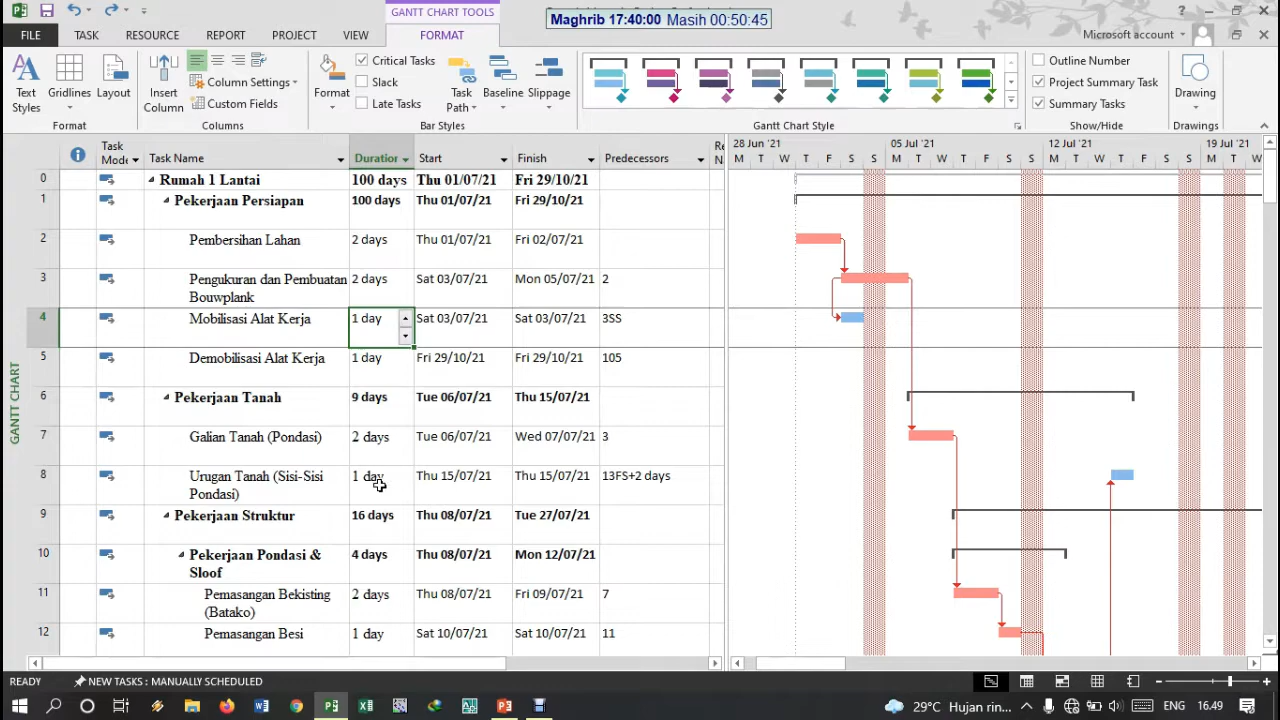 GANTT CHART TOOLS
Maghrib 17:40:00 Masih 00:50:45
?
FILE TASK RESOURCE REPORT PROJECT VIEW FORMAT
Microsoft account
Text Styles
Gridlines
Layout
Format
Insert Column
Column Settings
Custom Fields
Columns
Format
Critical Tasks
Slack
Late Tasks
Task Path
Baseline
Slippage
Bar Styles
Gantt Chart Style
Outline Number
Project Summary Task
Summary Tasks
Show/Hide
Drawing
Drawings
Task Mode Task Name Duration Start Finish Predecessors
28 Jun '21 05 Jul '21 12 Jul '21 19 Jul '21
M T W T F S S M T W T F S S M T W T F S S M T W
0 Rumah 1 Lantai 100 days Thu 01/07/21 Fri 29/10/21
1 Pekerjaan Persiapan 100 days Thu 01/07/21 Fri 29/10/21
2 Pembersihan Lahan 2 days Thu 01/07/21 Fri 02/07/21
3 Pengukuran dan Pembuatan 2 days Sat 03/07/21 Mon 05/07/21 2
Bouwplank
4 Mobilisasi Alat Kerja 1 day Sat 03/07/21 Sat 03/07/21 3SS
5 Demobilisasi Alat Kerja 1 day Fri 29/10/21 Fri 29/10/21 105
6 Pekerjaan Tanah 9 days Tue 06/07/21 Thu 15/07/21
7 Galian Tanah (Pondasi) 2 days Tue 06/07/21 Wed 07/07/21 3
8 Urugan Tanah (Sisi-Sisi 1 day Thu 15/07/21 Thu 15/07/21 13FS+2 days
Pondasi)
9 Pekerjaan Struktur 16 days Thu 08/07/21 Tue 27/07/21
10 Pekerjaan Pondasi & 4 days Thu 08/07/21 Mon 12/07/21
Sloof
11 Pemasangan Bekisting 2 days Thu 08/07/21 Fri 09/07/21 7
(Batako)
12 Pemasangan Besi 1 day Sat 10/07/21 Sat 10/07/21 11
GANTT CHART
READY NEW TASKS : MANUALLY SCHEDULED
29°C Hujan rin... ENG 16.49